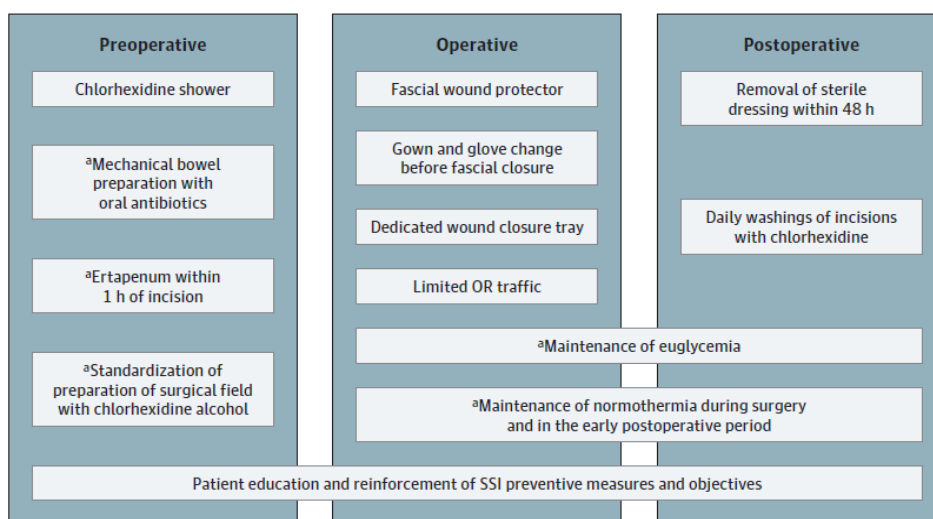 Preoperative
Chlorhexidine shower
ᵃMechanical bowel
preparation with
oral antibiotics
ᵃErtapenum within
1 h of incision
ᵃStandardization of
preparation of surgical field
with chlorhexidine alcohol
Operative
Fascial wound protector
Gown and glove change
before fascial closure
Dedicated wound closure tray
Limited OR traffic
Postoperative
Removal of sterile
dressing within 48 h
Daily washings of incisions
with chlorhexidine
ᵃMaintenance of euglycemia
ᵃMaintenance of normothermia during surgery
and in the early postoperative period
Patient education and reinforcement of SSI preventive measures and objectives